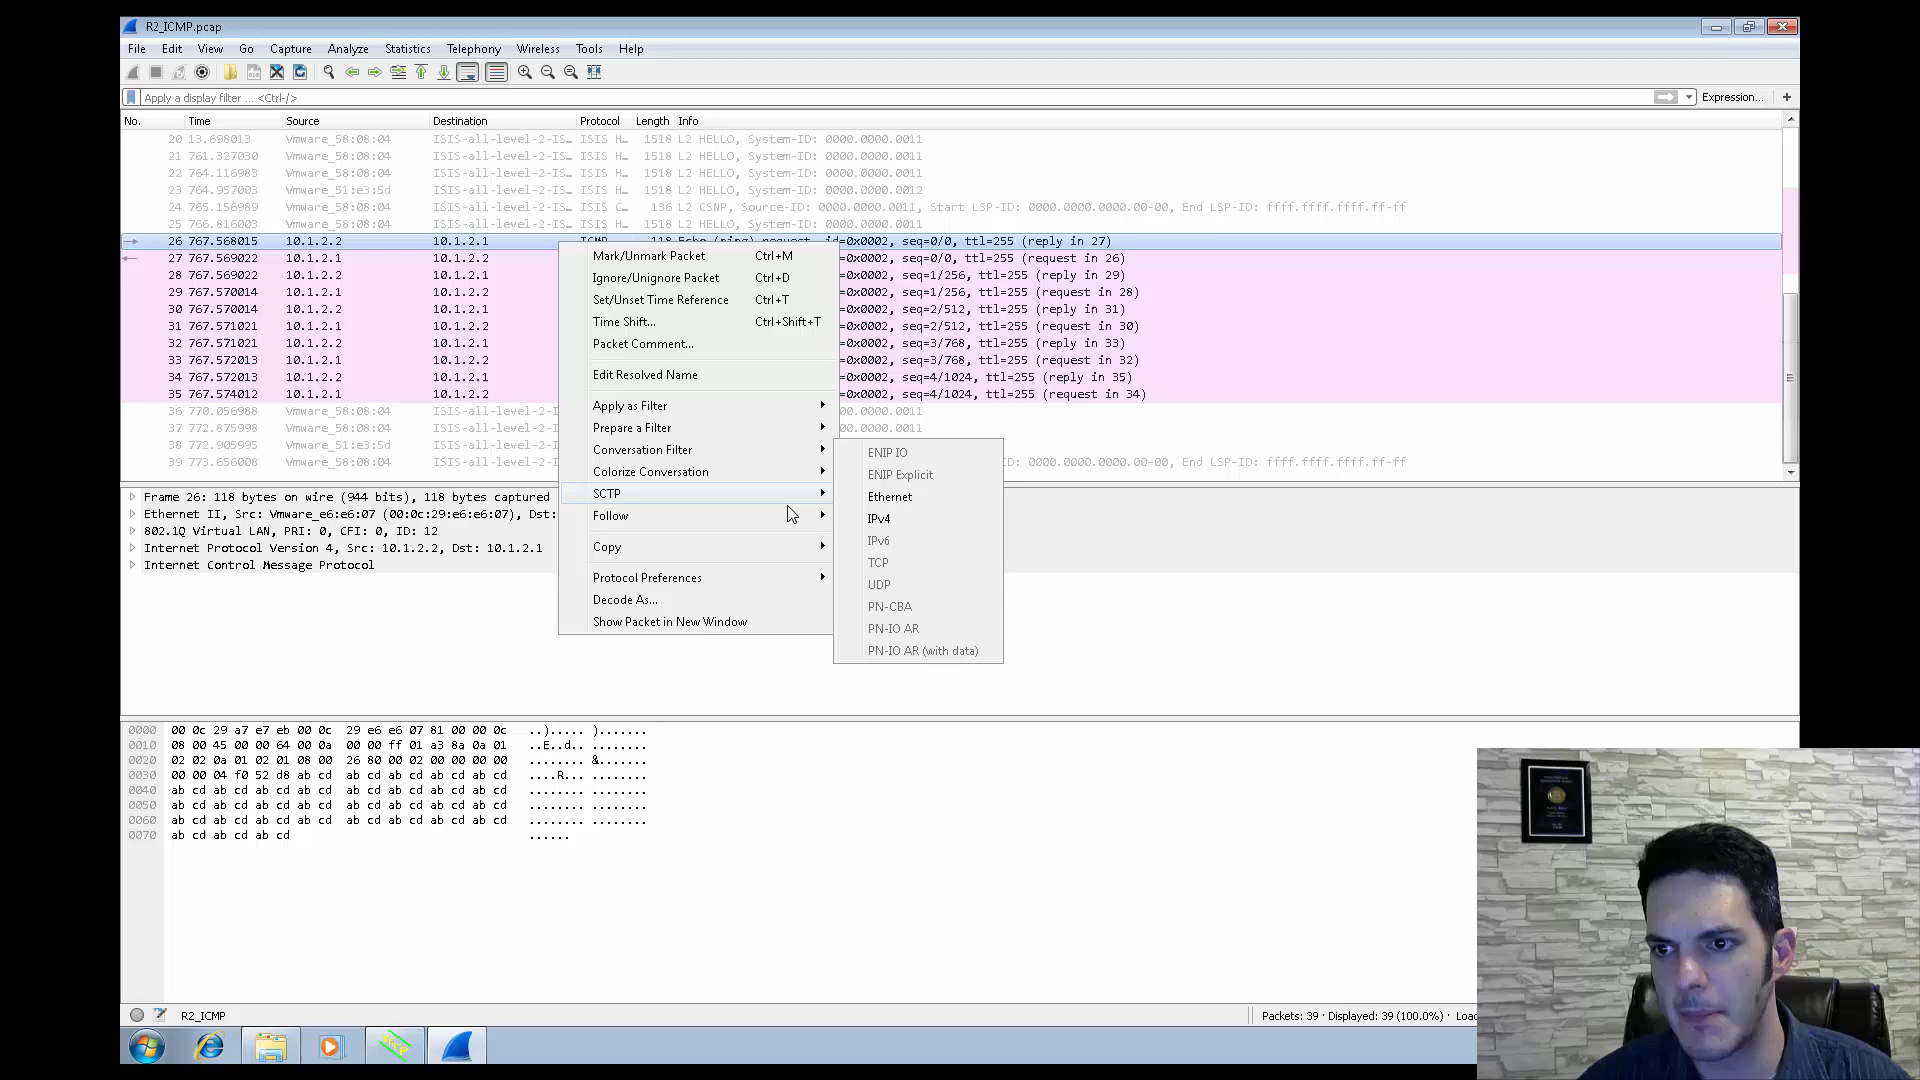 R2_ICMP.pcap
File Edit View Go Capture Analyze Statistics Telephony Wireless Tools Help
Apply a display filter ... <Ctrl-/> Expression... +
No. Time Source Destination Protocol Length Info
20 13.698013 Vmware_58:08:04 ISIS-all-level-2-IS… ISIS H… 1518 L2 HELLO, System-ID: 0000.0000.0011
21 761.327030 Vmware_58:08:04 ISIS-all-level-2-IS… ISIS H… 1518 L2 HELLO, System-ID: 0000.0000.0011
22 764.116983 Vmware_58:08:04 ISIS-all-level-2-IS… ISIS H… 1518 L2 HELLO, System-ID: 0000.0000.0011
23 764.957003 Vmware_51:e3:5d ISIS-all-level-2-IS… ISIS H… 1518 L2 HELLO, System-ID: 0000.0000.0012
24 765.156989 Vmware_58:08:04 ISIS-all-level-2-IS… ISIS C… 136 L2 CSNP, Source-ID: 0000.0000.0011, Start LSP-ID: 0000.0000.0000.00-00, End LSP-ID: ffff.ffff.ffff.ff-ff
25 766.816003 Vmware_58:08:04 ISIS-all-level-2-IS… ISIS H… 1518 L2 HELLO, System-ID: 0000.0000.0011
26 767.568015 10.1.2.2 10.1.2.1 ICMP 118 Echo (ping) request id=0x0002, seq=0/0, ttl=255 (reply in 27)
27 767.569022 10.1.2.1 10.1.2.2 =0x0002, seq=0/0, ttl=255 (request in 26)
28 767.569022 10.1.2.2 10.1.2.1 =0x0002, seq=1/256, ttl=255 (reply in 29)
29 767.570014 10.1.2.1 10.1.2.2 =0x0002, seq=1/256, ttl=255 (request in 28)
30 767.570014 10.1.2.2 10.1.2.1 =0x0002, seq=2/512, ttl=255 (reply in 31)
31 767.571021 10.1.2.1 10.1.2.2 =0x0002, seq=2/512, ttl=255 (request in 30)
32 767.571021 10.1.2.2 10.1.2.1 =0x0002, seq=3/768, ttl=255 (reply in 33)
33 767.572013 10.1.2.1 10.1.2.2 =0x0002, seq=3/768, ttl=255 (request in 32)
34 767.572013 10.1.2.2 10.1.2.1 =0x0002, seq=4/1024, ttl=255 (reply in 35)
35 767.574012 10.1.2.1 10.1.2.2 =0x0002, seq=4/1024, ttl=255 (request in 34)
36 770.056988 Vmware_58:08:04 ISIS-all-level-2-I 00.0000.0011
37 772.875998 Vmware_58:08:04 ISIS-all-level-2-I 00.0000.0011
38 772.905995 Vmware_51:e3:5d ISIS-all-level-2-I
39 773.656008 Vmware_58:08:04 ISIS-all-level-2-I ID: 0000.0000.0000.00-00, End LSP-ID: ffff.ffff.ffff.ff-ff
Mark/Unmark Packet Ctrl+M
Ignore/Unignore Packet Ctrl+D
Set/Unset Time Reference Ctrl+T
Time Shift... Ctrl+Shift+T
Packet Comment...
Edit Resolved Name
Apply as Filter
Prepare a Filter
Conversation Filter
Colorize Conversation
SCTP
Follow
Copy
Protocol Preferences
Decode As...
Show Packet in New Window
ENIP IO
ENIP Explicit
Ethernet
IPv4
IPv6
TCP
UDP
PN-CBA
PN-IO AR
PN-IO AR (with data)
Frame 26: 118 bytes on wire (944 bits), 118 bytes captured
Ethernet II, Src: Vmware_e6:e6:07 (00:0c:29:e6:e6:07), Dst:
802.1Q Virtual LAN, PRI: 0, CFI: 0, ID: 12
Internet Protocol Version 4, Src: 10.1.2.2, Dst: 10.1.2.1
Internet Control Message Protocol
0000 00 0c 29 a7 e7 eb 00 0c 29 e6 e6 07 81 00 00 0c ..)..... ).......
0010 08 00 45 00 00 64 00 0a 00 00 ff 01 a3 8a 0a 01 ..E..d.. ........
0020 02 02 0a 01 02 01 08 00 26 80 00 02 00 00 00 00 ........ &.......
0030 00 00 04 f0 52 d8 ab cd ab cd ab cd ab cd ab cd ....R... ........
0040 ab cd ab cd ab cd ab cd ab cd ab cd ab cd ab cd ........ ........
0050 ab cd ab cd ab cd ab cd ab cd ab cd ab cd ab cd ........ ........
0060 ab cd ab cd ab cd ab cd ab cd ab cd ab cd ab cd ........ ........
0070 ab cd ab cd ab cd ......
R2_ICMP Packets: 39 · Displayed: 39 (100.0%) · Loac